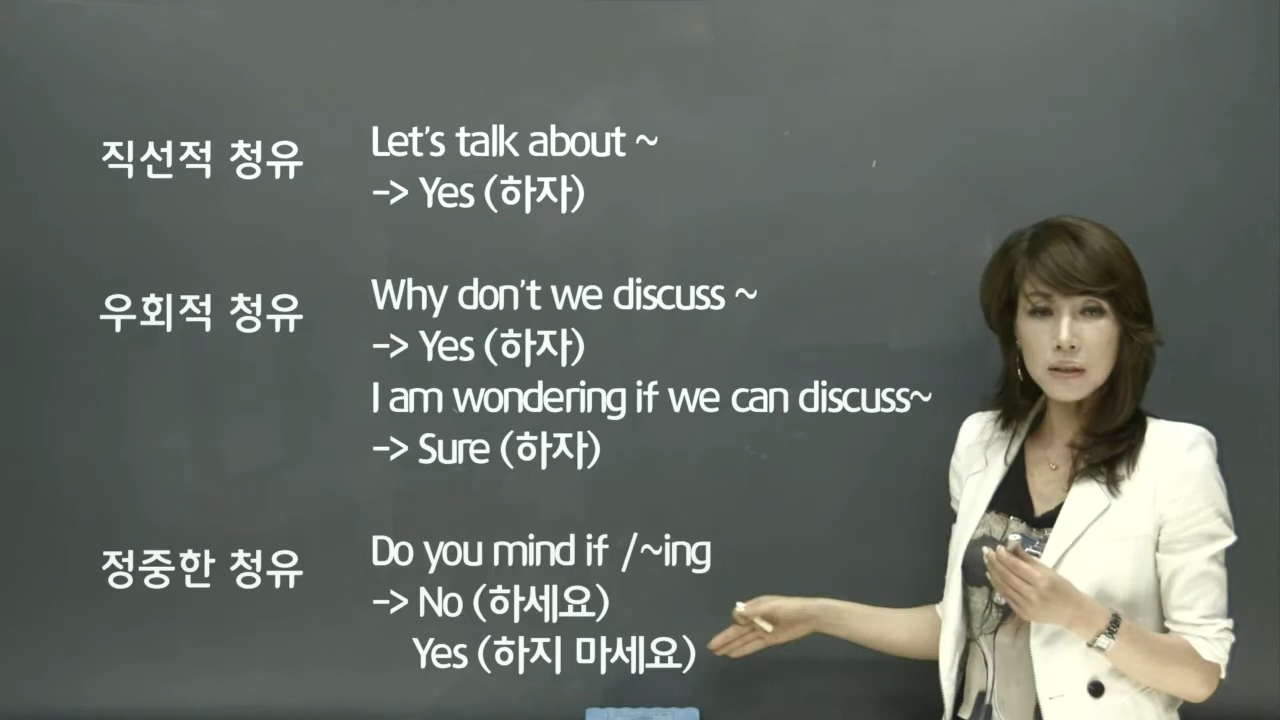 직선적 청유
Let's talk about ~
-> Yes (하자)
우회적 청유
Why don't we discuss ~
-> Yes (하자)
I am wondering if we can discuss~
-> Sure (하자)
정중한 청유
Do you mind if /~ing
-> No (하세요)
Yes (하지 마세요)